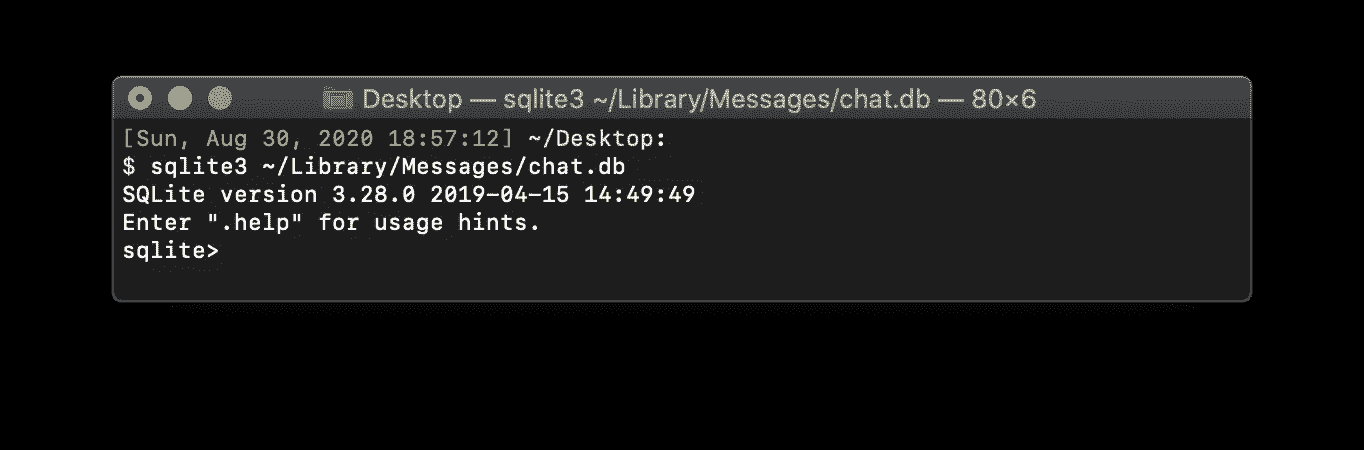 Desktop — sqlite3 ~/Library/Messages/chat.db — 80×6
[Sun, Aug 30, 2020 18:57:12] ~/Desktop:
$ sqlite3 ~/Library/Messages/chat.db
SQLite version 3.28.0 2019-04-15 14:49:49
Enter ".help" for usage hints.
sqlite>